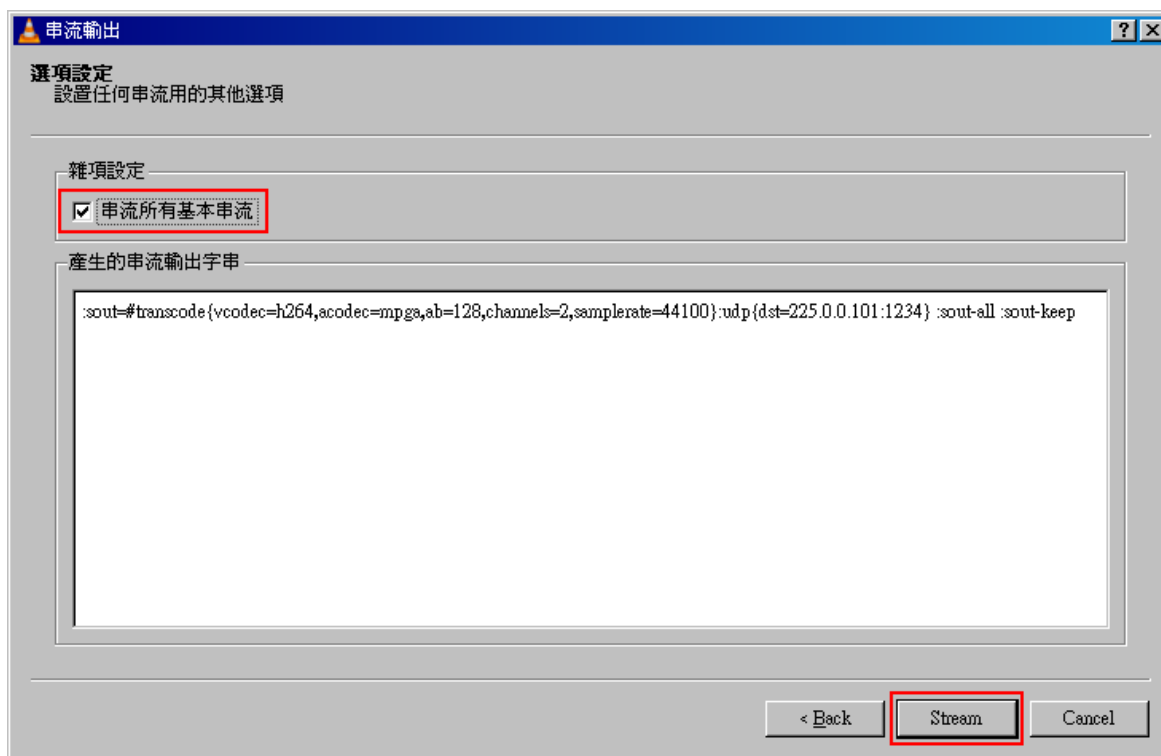 串流輸出
選項設定
設置任何串流用的其他選項
雜項設定
串流所有基本串流
產生的串流輸出字串
:sout=#transcode{vcodec=h264,acodec=mpga,ab=128,channels=2,samplerate=44100}:udp{dst=225.0.0.101:1234} :sout-all :sout-keep
< Back
Stream
Cancel